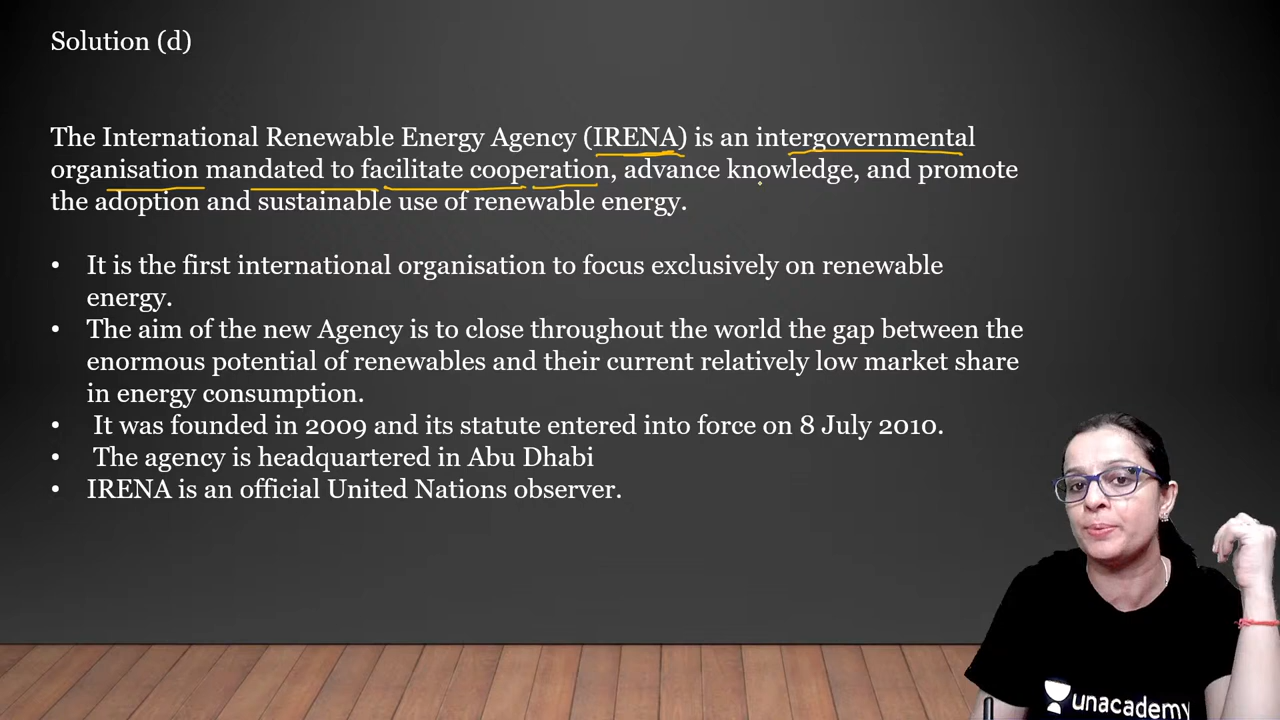 Solution (d)
The International Renewable Energy Agency (IRENA) is an intergovernmental
organisation mandated to facilitate cooperation, advance knowledge, and promote
the adoption and sustainable use of renewable energy.
• It is the first international organisation to focus exclusively on renewable
energy.
• The aim of the new Agency is to close throughout the world the gap between the
enormous potential of renewables and their current relatively low market share
in energy consumption.
• It was founded in 2009 and its statute entered into force on 8 July 2010.
• The agency is headquartered in Abu Dhabi
• IRENA is an official United Nations observer.
unacademy